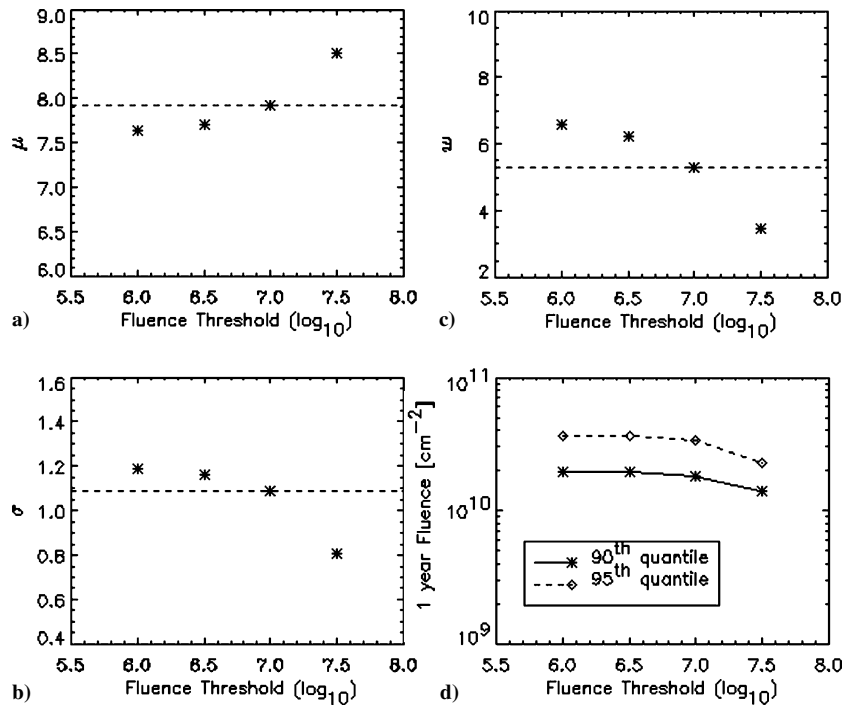 9.0
8.5
8.0
7.5
7.0
6.5
6.0
μ
5.5 6.0 6.5 7.0 7.5 8.0
Fluence Threshold (log10)
a)
10
8
6
4
2
w
5.5 6.0 6.5 7.0 7.5 8.0
Fluence Threshold (log10)
c)
1.6
1.4
1.2
1.0
0.8
0.6
0.4
σ
5.5 6.0 6.5 7.0 7.5 8.0
Fluence Threshold (log10)
b)
10^11
10^10
10^9
1 year Fluence [cm^-2]
90th quantile
95th quantile
5.5 6.0 6.5 7.0 7.5 8.0
Fluence Threshold (log10)
d)